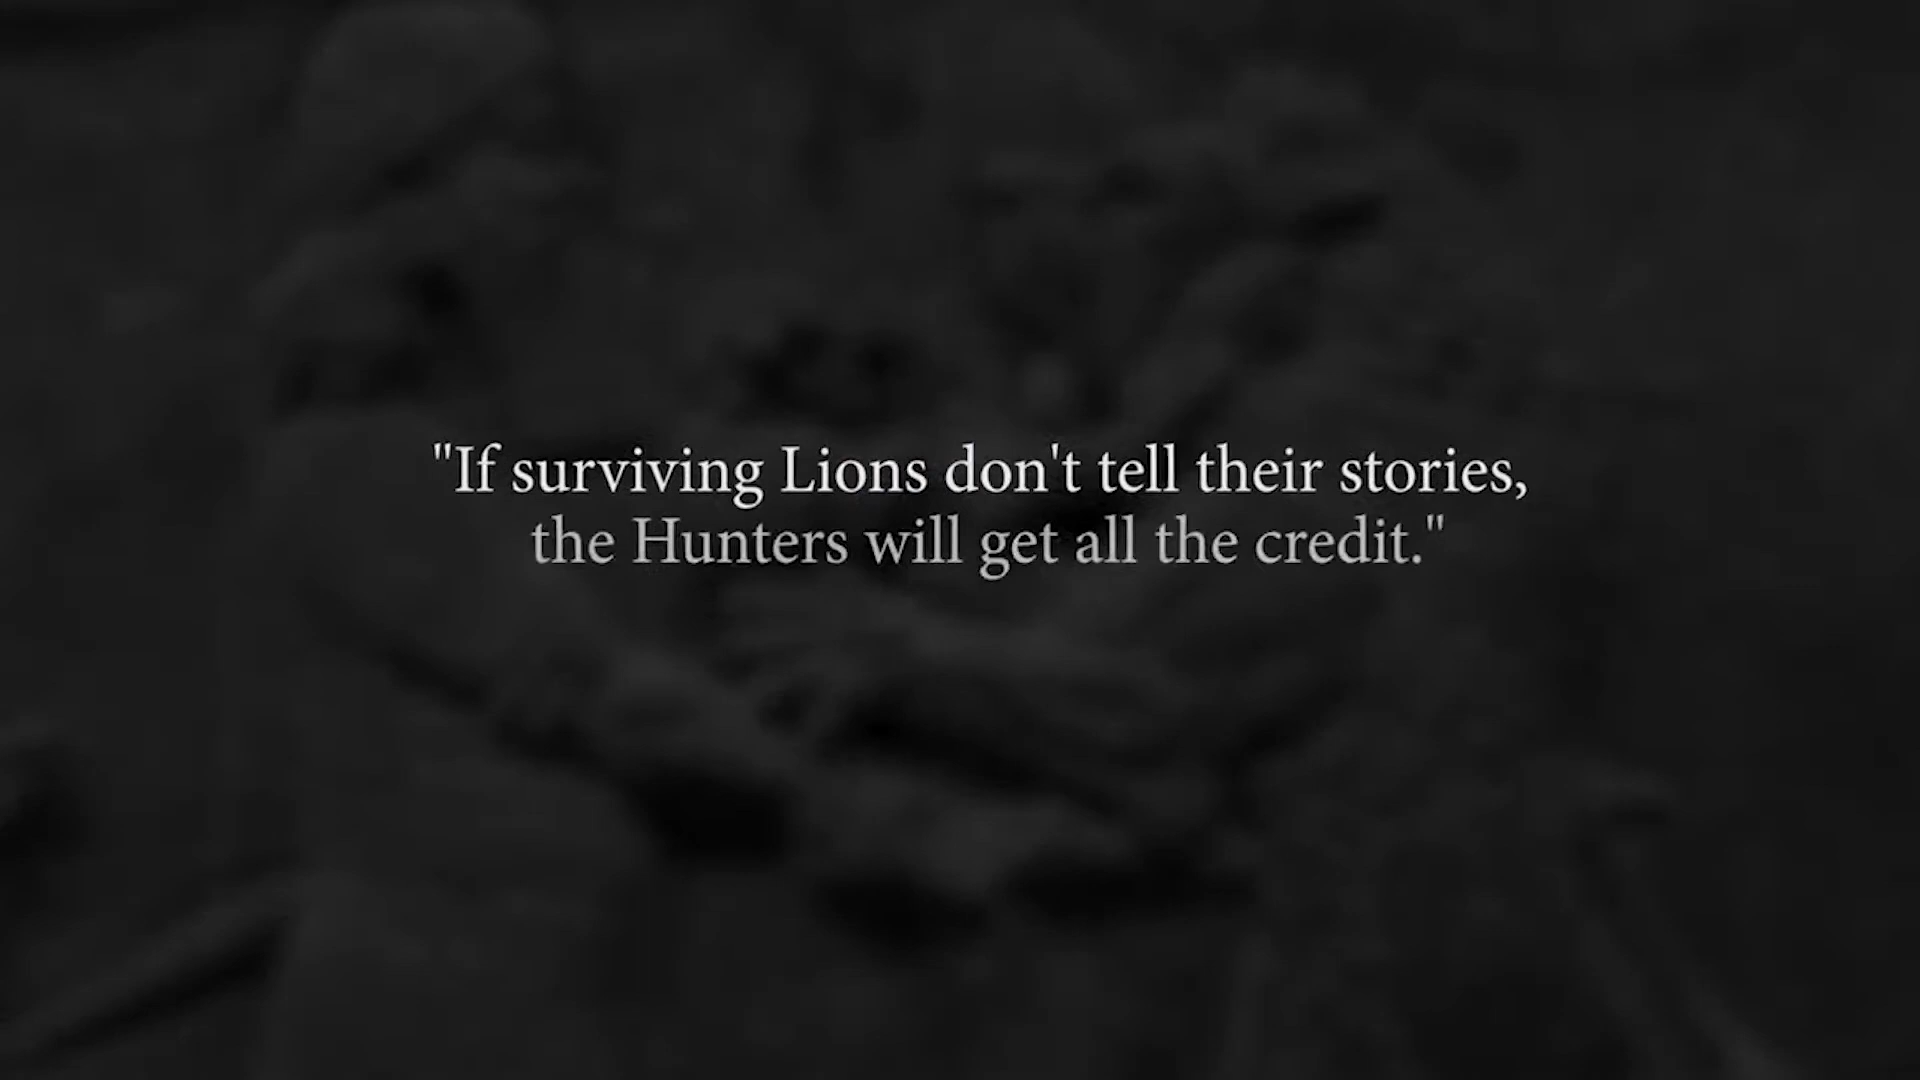 "If surviving Lions don't tell their stories,
the Hunters will get all the credit."